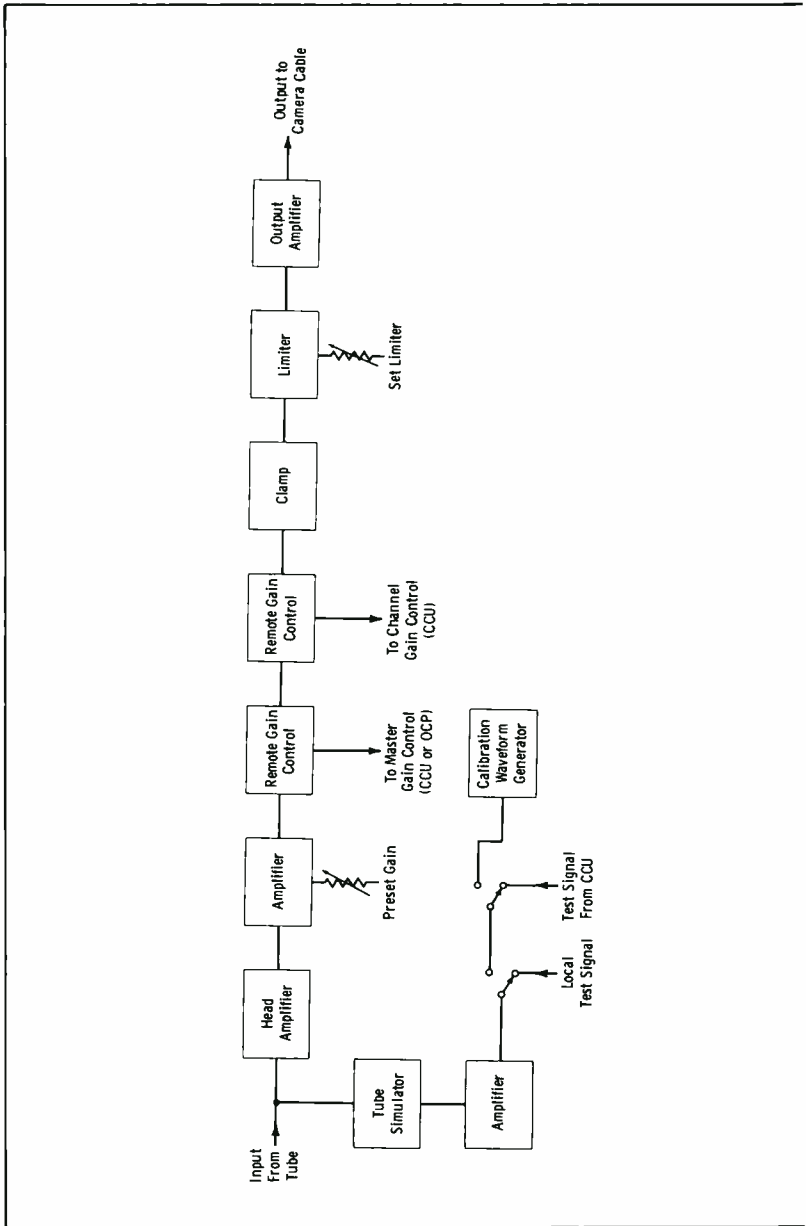 Input
From
Tube
Head
Amplifier
Amplifier
Preset Gain
Remote Gain
Control
To Master
Gain Control
(CCU or OCP)
Remote Gain
Control
To Channel
Gain Control
(CCU)
Clamp
Limiter
Set Limiter
Output
Amplifier
Output to
Camera Cable
Tube
Simulator
Amplifier
Local
Test Signal
Test Signal
From CCU
Calibration
Waveform
Generator